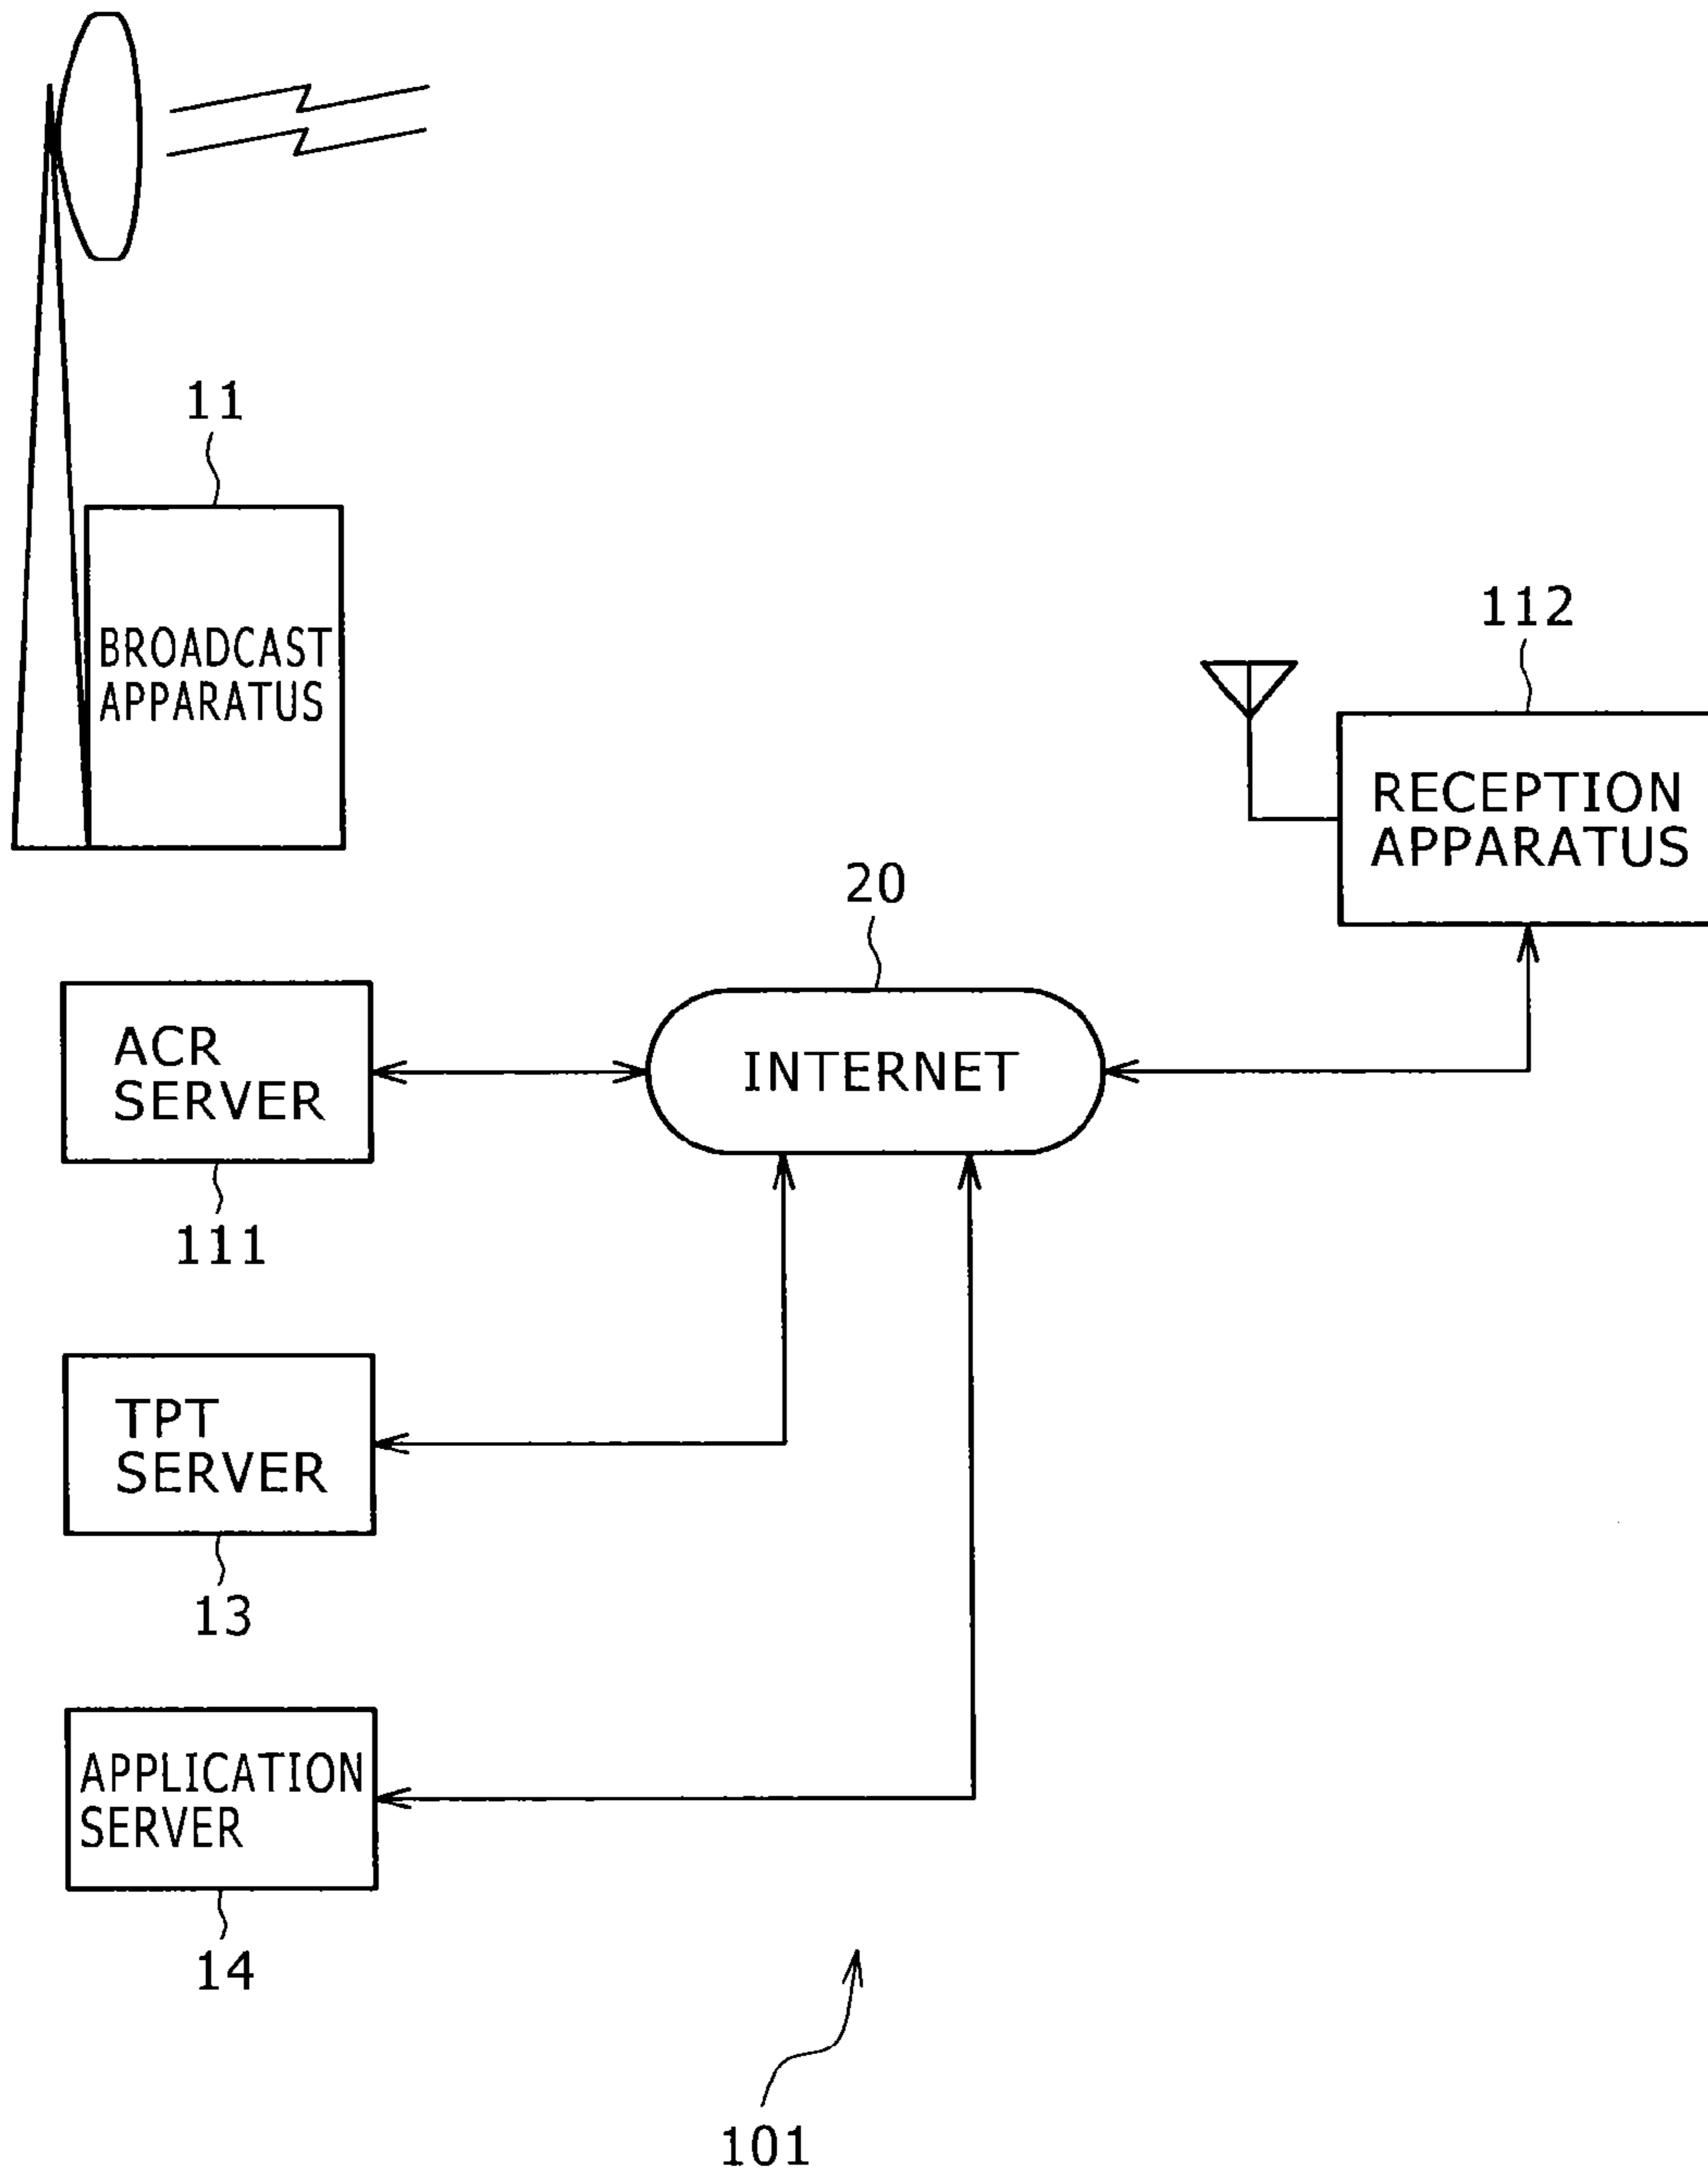 11
BROADCAST
APPARATUS
112
RECEPTION
APPARATUS
20
INTERNET
ACR
SERVER
111
TPT
SERVER
13
APPLICATION
SERVER
14
101